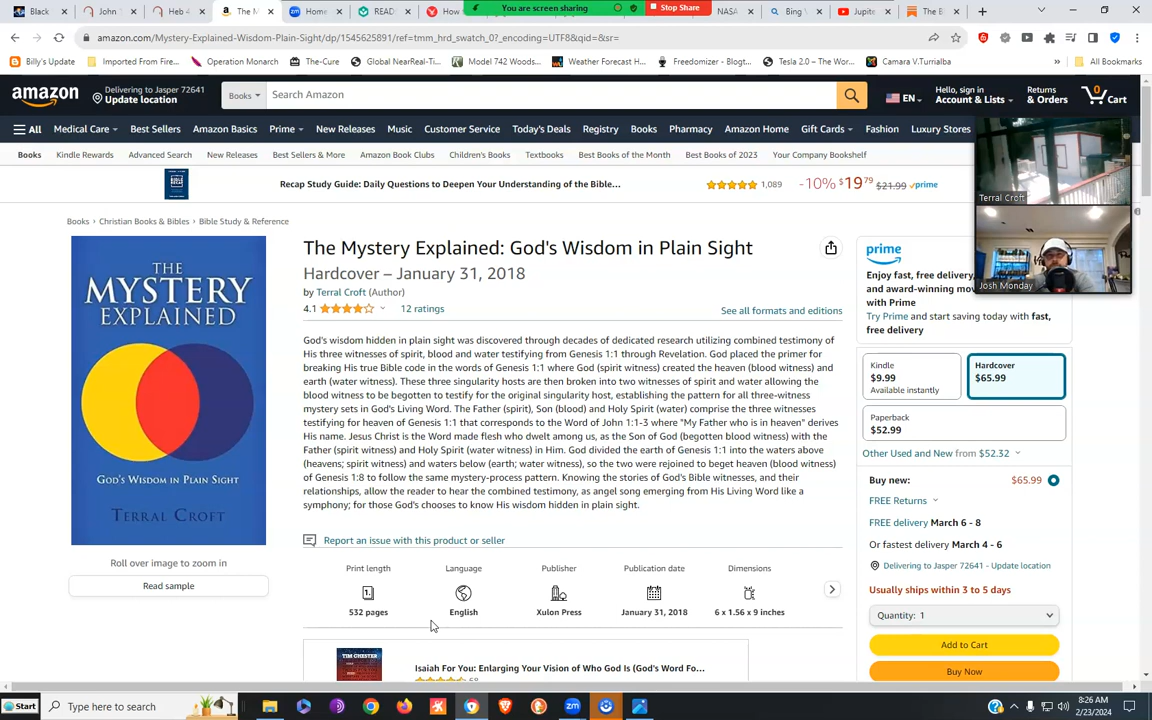 Black
John
Heb 4
The M
Home
READ
How
You are screen sharing
Stop Share
NASA
Bing V
Jupite
The B
amazon.com/Mystery-Explained-Wisdom-Plain-Sight/dp/1545625891/ref=tmm_hrd_swatch_0?_encoding=UTF8&qid=&sr=
Billy's Update
Imported From Fire...
Operation Monarch
The-Cure
Global NearReal-Ti...
Model 742 Woods...
Weather Forecast H...
Freedomizer - Blogt...
Tesla 2.0 – The Wor...
Camara V.Turrialba
»
All Bookmarks
amazon
Delivering to Jasper 72641
Update location
Books
Search Amazon
EN
Hello, sign in
Account & Lists
Returns
& Orders
0
Cart
All
Medical Care
Best Sellers
Amazon Basics
Prime
New Releases
Music
Customer Service
Today's Deals
Registry
Books
Pharmacy
Amazon Home
Gift Cards
Fashion
Luxury Stores
Books
Kindle Rewards
Advanced Search
New Releases
Best Sellers & More
Amazon Book Clubs
Children's Books
Textbooks
Best Books of the Month
Best Books of 2023
Your Company Bookshelf
Recap Study Guide: Daily Questions to Deepen Your Understanding of the Bible...
1,089
-10% $19 79 $21.99 prime
Terral Croft
Josh Monday
Books › Christian Books & Bibles › Bible Study & Reference
THE
MYSTERY
EXPLAINED
GOD'S WISDOM IN PLAIN SIGHT
TERRAL CROFT
Roll over image to zoom in
Read sample
The Mystery Explained: God's Wisdom in Plain Sight
Hardcover – January 31, 2018
by Terral Croft (Author)
4.1
12 ratings
See all formats and editions
God's wisdom hidden in plain sight was discovered through decades of dedicated research utilizing combined testimony of
His three witnesses of spirit, blood and water testifying from Genesis 1:1 through Revelation. God placed the primer for
breaking His true Bible code in the words of Genesis 1:1 where God (spirit witness) created the heaven (blood witness) and
earth (water witness). These three singularity hosts are then broken into two witnesses of spirit and water allowing the
blood witness to be begotten to testify for the original singularity host, establishing the pattern for all three-witness
mystery sets in God's Living Word. The Father (spirit), Son (blood) and Holy Spirit (water) comprise the three witnesses
testifying for heaven of Genesis 1:1 that corresponds to the Word of John 1:1-3 where "My Father who is in heaven" derives
His name. Jesus Christ is the Word made flesh who dwelt among us, as the Son of God (begotten blood witness) with the
Father (spirit witness) and Holy Spirit (water witness) in Him. God divided the earth of Genesis 1:1 into the waters above
(heavens; spirit witness) and waters below (earth; water witness), so the two were rejoined to beget heaven (blood witness)
of Genesis 1:8 to follow the same mystery-process pattern. Knowing the stories of God's Bible witnesses, and their
relationships, allow the reader to hear the combined testimony, as angel song emerging from His Living Word like a
symphony; for those God's chooses to know His wisdom hidden in plain sight.
Report an issue with this product or seller
Print length
532 pages
Language
English
Publisher
Xulon Press
Publication date
January 31, 2018
Dimensions
6 x 1.56 x 9 inches
TIM CHESTER
ISAIAH
Isaiah For You: Enlarging Your Vision of Who God Is (God's Word Fo...
68
prime
Enjoy fast, free delivery,
and award-winning mov
with Prime
Try Prime and start saving today with fast,
free delivery
Kindle
$9.99
Available instantly
Hardcover
$65.99
Paperback
$52.99
Other Used and New from $52.32
Buy new:
$65.99
FREE Returns
FREE delivery March 6 - 8
Or fastest delivery March 4 - 6
Delivering to Jasper 72641 - Update location
Usually ships within 3 to 5 days
Quantity: 1
Add to Cart
Buy Now
Start
Type here to search
8:26 AM
2/23/2024